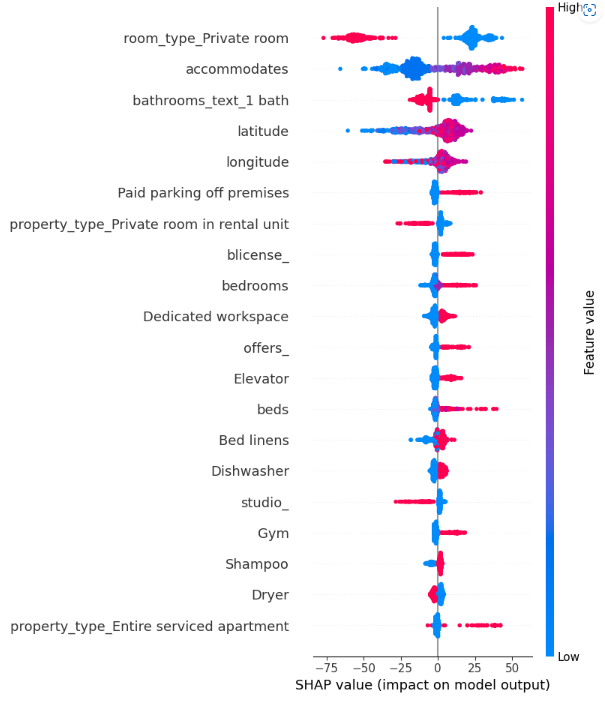 High
room_type_Private room
accommodates
bathrooms_text_1 bath
latitude
longitude
Paid parking off premises
property_type_Private room in rental unit
blicense_
bedrooms
Dedicated workspace
offers_
Elevator
beds
Bed linens
Dishwasher
studio_
Gym
Shampoo
Dryer
property_type_Entire serviced apartment
Feature value
Low
−75 −50 −25 0 25 50
SHAP value (impact on model output)